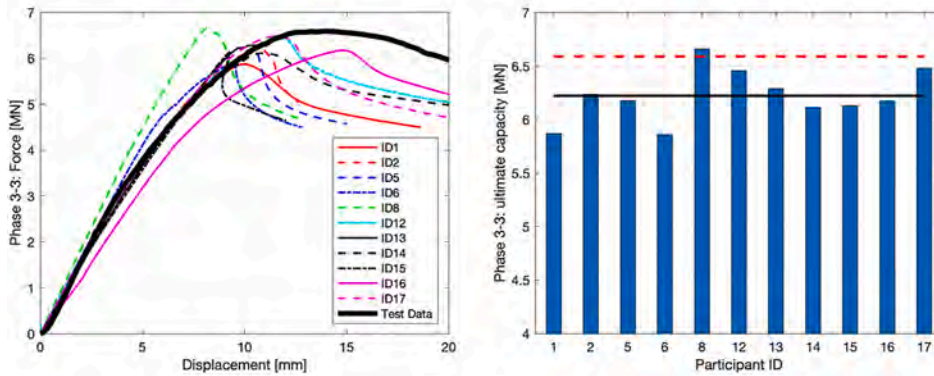 Phase 3-3: Force [MN]
7
6
5
4
3
2
1
0
0 5 10 15 20
Displacement [mm]
ID1
ID2
ID5
ID6
ID8
ID12
ID13
ID14
ID15
ID16
ID17
Test Data
Phase 3-3: ultimate capacity [MN]
7
6.5
6
5.5
5
4.5
4
1 2 5 6 8 12 13 14 15 16 17
Participant ID